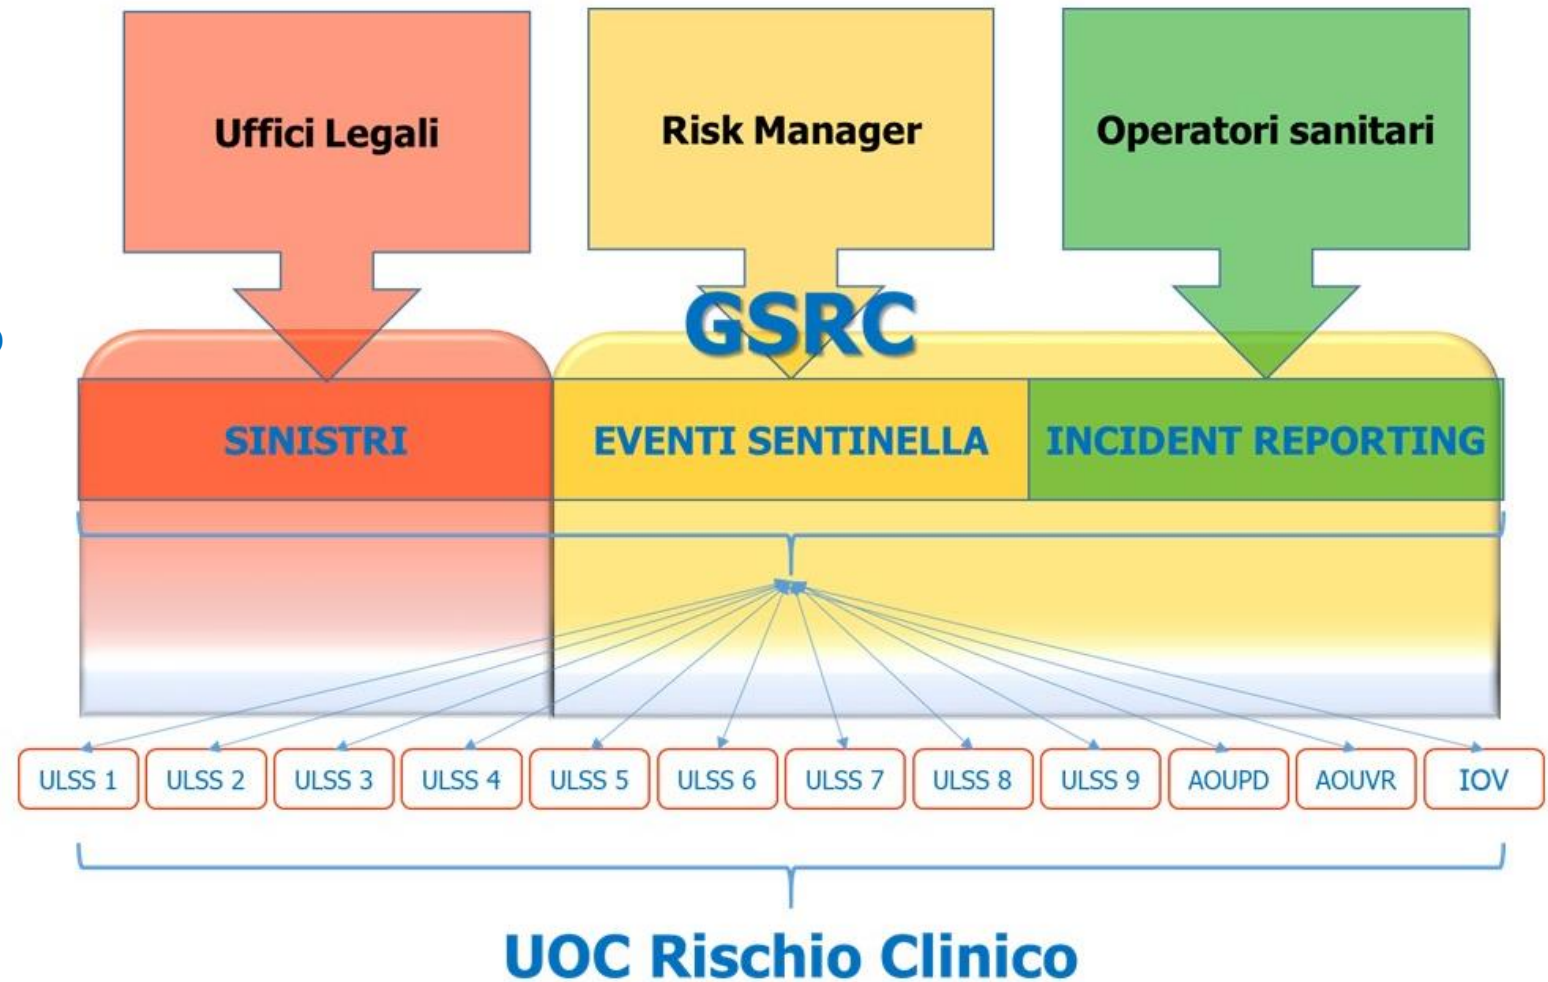 Uffici Legali
Risk Manager
Operatori sanitari
GSRC
SINISTRI
EVENTI SENTINELLA
INCIDENT REPORTING
ULSS 1
ULSS 2
ULSS 3
ULSS 4
ULSS 5
ULSS 6
ULSS 7
ULSS 8
ULSS 9
AOUPD
AOUVR
IOV
UOC Rischio Clinico